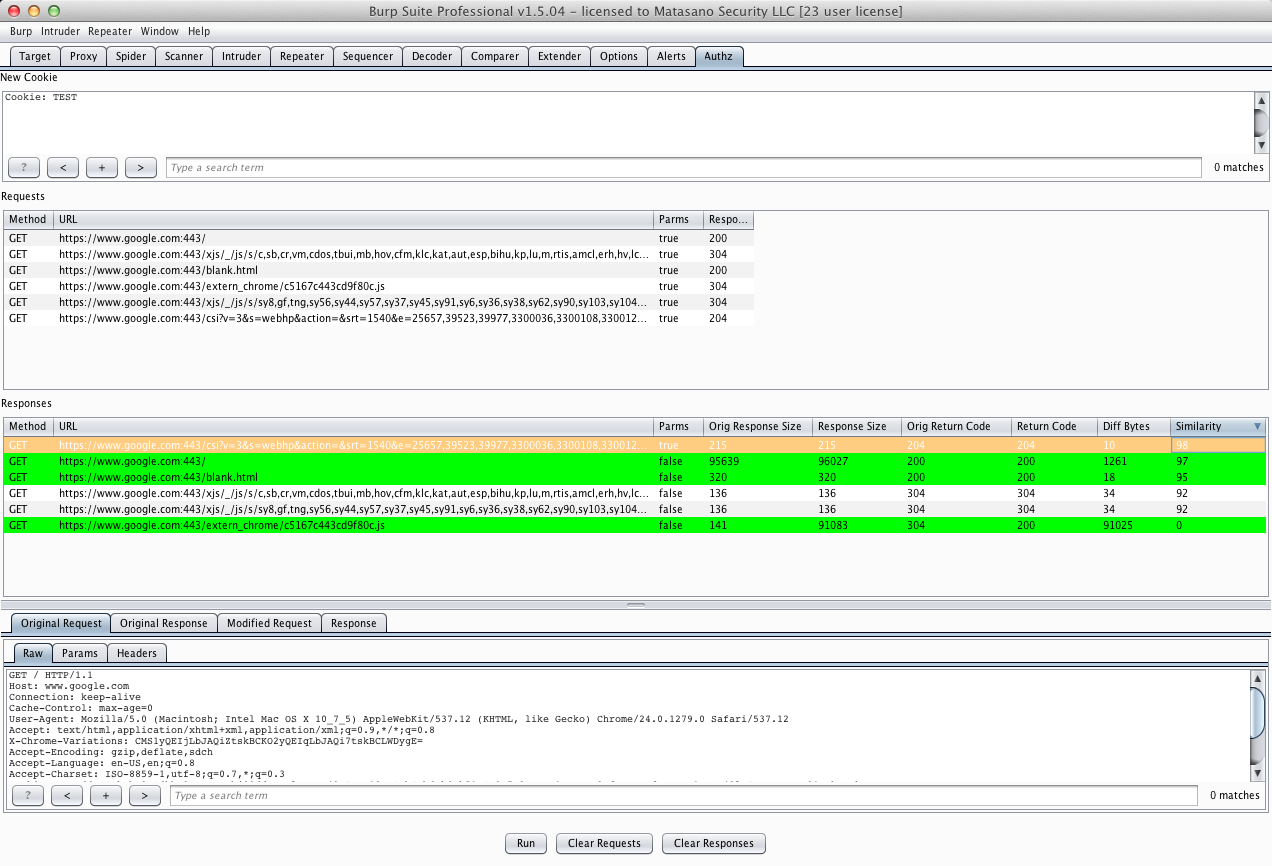 Burp Suite Professional v1.5.04 – licensed to Matasano Security LLC [23 user license]
Burp Intruder Repeater Window Help
Target Proxy Spider Scanner Intruder Repeater Sequencer Decoder Comparer Extender Options Alerts Authz
New Cookie
Cookie: TEST
? < + > Type a search term 0 matches
Requests
Method URL Parms Respo...
GET https://www.google.com:443/ true 200
GET https://www.google.com:443/xjs/_/js/s/c,sb,cr,vm,cdos,tbui,mb,hov,cfm,klc,kat,aut,esp,bihu,kp,lu,m,rtis,amcl,erh,hv,lc... true 304
GET https://www.google.com:443/blank.html true 200
GET https://www.google.com:443/extern_chrome/c5167c443cd9f80c.js true 304
GET https://www.google.com:443/xjs/_/js/s/sy8,gf,tng,sy56,sy44,sy57,sy37,sy45,sy91,sy6,sy36,sy38,sy62,sy90,sy103,sy104... true 304
GET https://www.google.com:443/csi?v=3&s=webhp&action=&srt=1540&e=25657,39523,39977,3300036,3300108,330012... true 204
Responses
Method URL Parms Orig Response Size Response Size Orig Return Code Return Code Diff Bytes Similarity
GET https://www.google.com:443/csi?v=3&s=webhp&action=&srt=1540&e=25657,39523,39977,3300036,3300108,330012... true 215 215 204 204 10 98
GET https://www.google.com:443/ false 95639 96027 200 200 1261 97
GET https://www.google.com:443/blank.html false 320 320 200 200 18 95
GET https://www.google.com:443/xjs/_/js/s/c,sb,cr,vm,cdos,tbui,mb,hov,cfm,klc,kat,aut,esp,bihu,kp,lu,m,rtis,amcl,erh,hv,lc... false 136 136 304 304 34 92
GET https://www.google.com:443/xjs/_/js/s/sy8,gf,tng,sy56,sy44,sy57,sy37,sy45,sy91,sy6,sy36,sy38,sy62,sy90,sy103,sy104... false 136 136 304 304 34 92
GET https://www.google.com:443/extern_chrome/c5167c443cd9f80c.js false 141 91083 304 200 91025 0
Original Request Original Response Modified Request Response
Raw Params Headers
GET / HTTP/1.1
Host: www.google.com
Connection: keep-alive
Cache-Control: max-age=0
User-Agent: Mozilla/5.0 (Macintosh; Intel Mac OS X 10_7_5) AppleWebKit/537.12 (KHTML, like Gecko) Chrome/24.0.1279.0 Safari/537.12
Accept: text/html,application/xhtml+xml,application/xml;q=0.9,*/*;q=0.8
X-Chrome-Variations: CMS1yQEIjLbJAQiZtskBCKO2yQEIqLbJAQi7tskBCLWDygE=
Accept-Encoding: gzip,deflate,sdch
Accept-Language: en-US,en;q=0.8
Accept-Charset: ISO-8859-1,utf-8;q=0.7,*;q=0.3
? < + > Type a search term 0 matches
Run Clear Requests Clear Responses